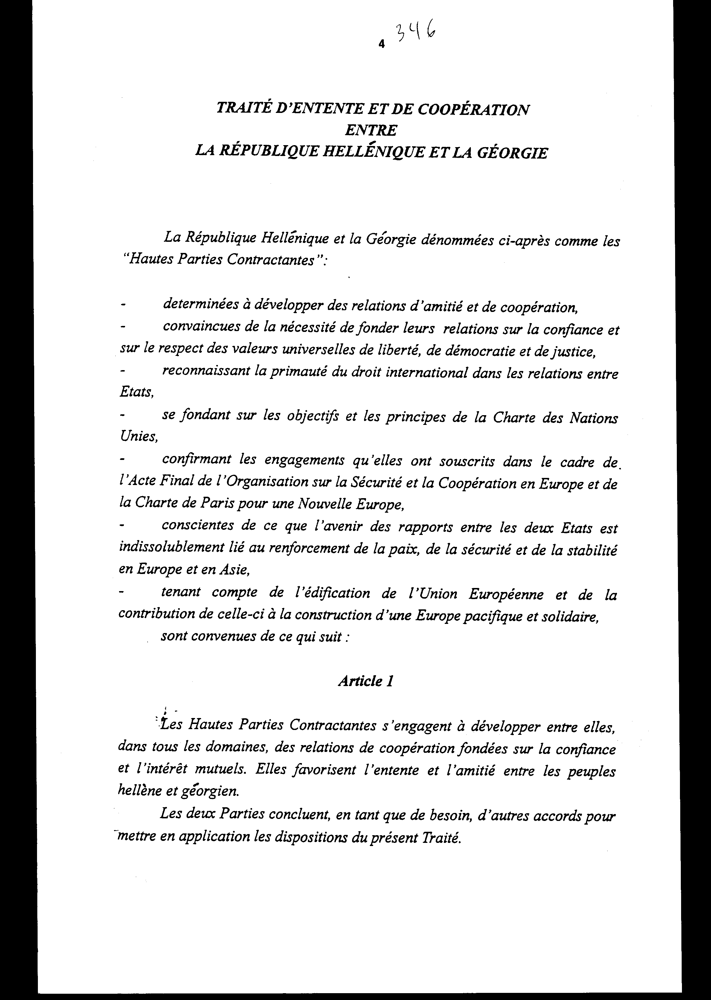 346
4
TRAITÉ D'ENTENTE ET DE COOPÉRATION
ENTRE
LA RÉPUBLIQUE HELLÉNIQUE ET LA GÉORGIE
La République Hellénique et la Géorgie dénommées ci-après comme les
“Hautes Parties Contractantes”:
- determinées à développer des relations d'amitié et de coopération,
- convaincues de la nécessité de fonder leurs relations sur la confiance et
sur le respect des valeurs universelles de liberté, de démocratie et de justice,
- reconnaissant la primauté du droit international dans les relations entre
Etats,
- se fondant sur les objectifs et les principes de la Charte des Nations
Unies,
- confirmant les engagements qu'elles ont souscrits dans le cadre de
l'Acte Final de l'Organisation sur la Sécurité et la Coopération en Europe et de
la Charte de Paris pour une Nouvelle Europe,
- conscientes de ce que l'avenir des rapports entre les deux Etats est
indissolublement lié au renforcement de la paix, de la sécurité et de la stabilité
en Europe et en Asie,
- tenant compte de l'édification de l'Union Européenne et de la
contribution de celle-ci à la construction d'une Europe pacifique et solidaire,
sont convenues de ce qui suit :
Article 1
Les Hautes Parties Contractantes s'engagent à développer entre elles,
dans tous les domaines, des relations de coopération fondées sur la confiance
et l'intérêt mutuels. Elles favorisent l'entente et l'amitié entre les peuples
hellène et géorgien.
Les deux Parties concluent, en tant que de besoin, d'autres accords pour
mettre en application les dispositions du présent Traité.